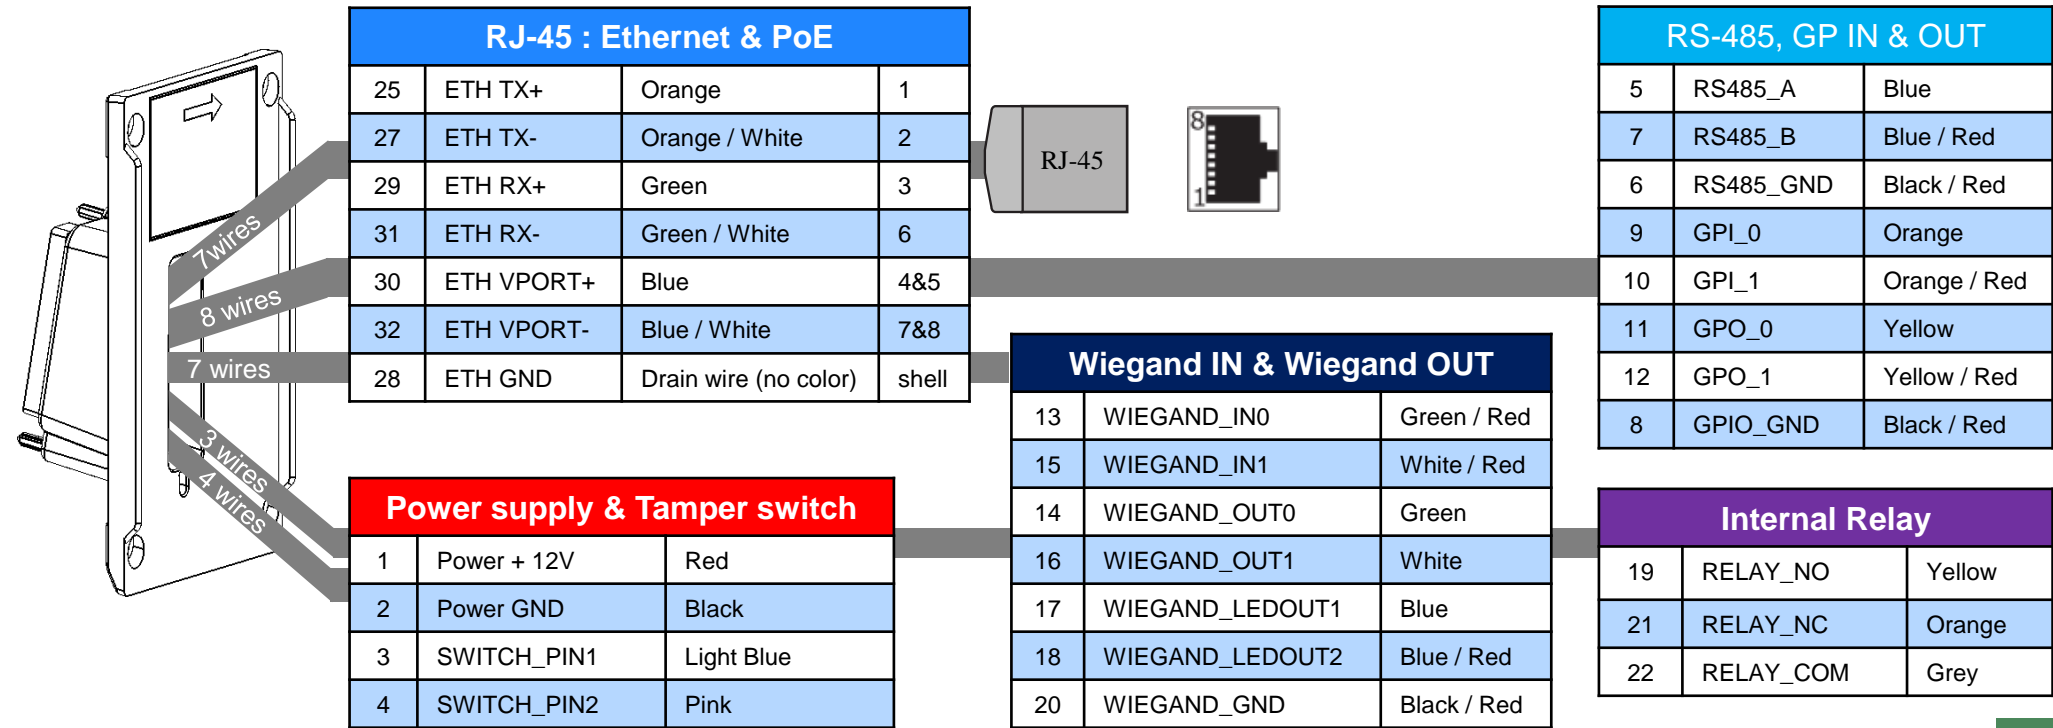 RJ-45 : Ethernet & PoE
25 ETH TX+ Orange 1
27 ETH TX- Orange / White 2
29 ETH RX+ Green 3
31 ETH RX- Green / White 6
30 ETH VPORT+ Blue 4&5
32 ETH VPORT- Blue / White 7&8
28 ETH GND Drain wire (no color) shell
7wires
8 wires
7 wires
3 wires
4 wires
RJ-45
8
1
RS-485, GP IN & OUT
5 RS485_A Blue
7 RS485_B Blue / Red
6 RS485_GND Black / Red
9 GPI_0 Orange
10 GPI_1 Orange / Red
11 GPO_0 Yellow
12 GPO_1 Yellow / Red
8 GPIO_GND Black / Red
Power supply & Tamper switch
1 Power + 12V Red
2 Power GND Black
3 SWITCH_PIN1 Light Blue
4 SWITCH_PIN2 Pink
Wiegand IN & Wiegand OUT
13 WIEGAND_IN0 Green / Red
15 WIEGAND_IN1 White / Red
14 WIEGAND_OUT0 Green
16 WIEGAND_OUT1 White
17 WIEGAND_LEDOUT1 Blue
18 WIEGAND_LEDOUT2 Blue / Red
20 WIEGAND_GND Black / Red
Internal Relay
19 RELAY_NO Yellow
21 RELAY_NC Orange
22 RELAY_COM Grey